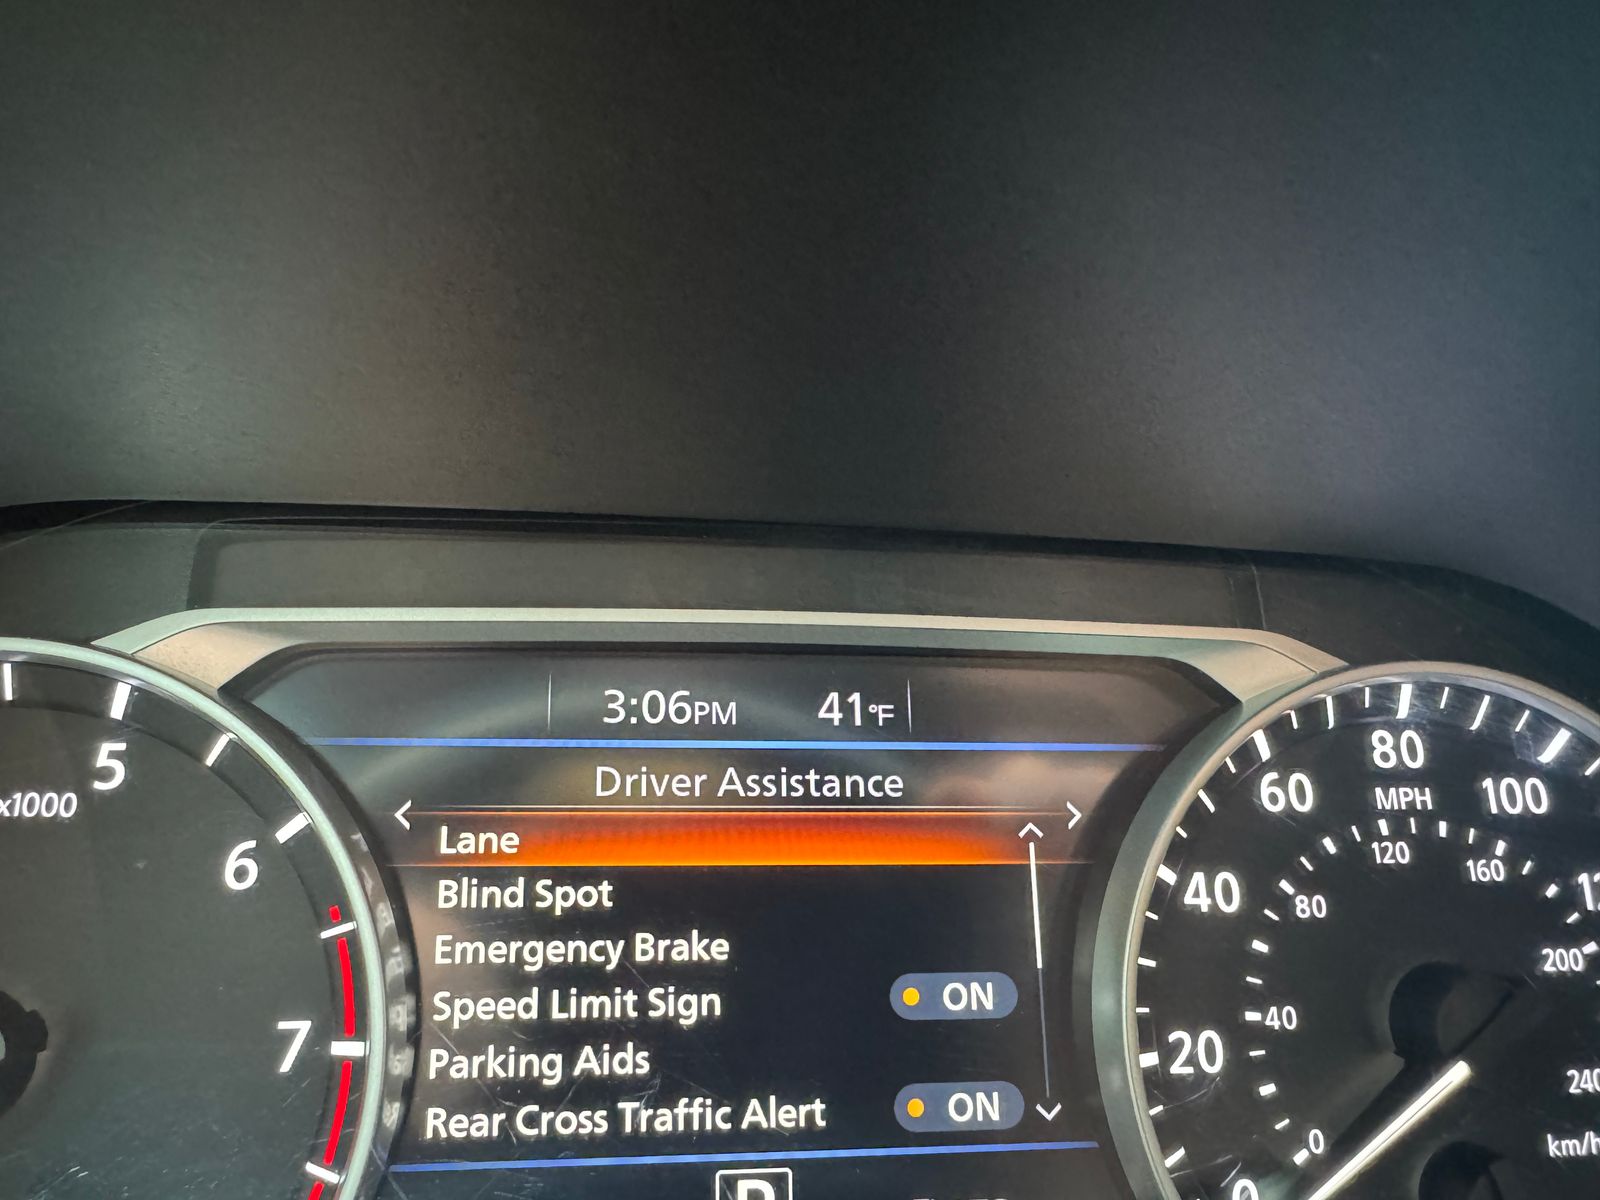 3:06PM 41°F
Driver Assistance
Lane
Blind Spot
Emergency Brake
Speed Limit Sign ON
Parking Aids
Rear Cross Traffic Alert ON
x1000
5
6
7
0
20
40
60
80
100
MPH
0
40
80
120
160
200
km/h